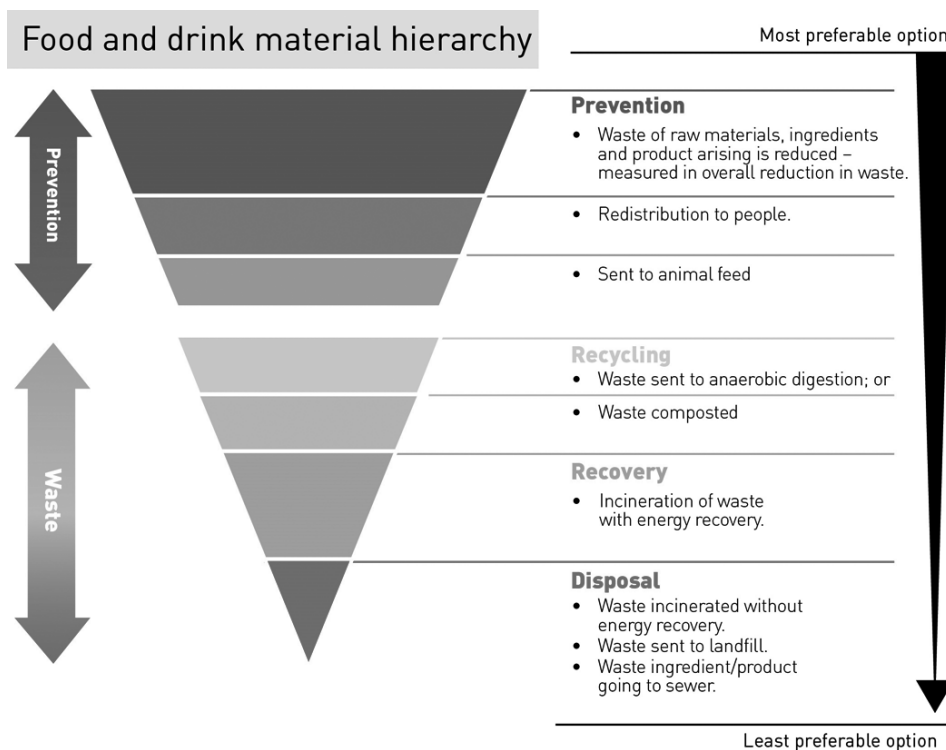 Food and drink material hierarchy
Most preferable option
Prevention
Prevention
• Waste of raw materials, ingredients
and product arising is reduced –
measured in overall reduction in waste.
• Redistribution to people.
• Sent to animal feed
Waste
Recycling
• Waste sent to anaerobic digestion; or
• Waste composted
Recovery
• Incineration of waste
with energy recovery.
Disposal
• Waste incinerated without
energy recovery.
• Waste sent to landfill.
• Waste ingredient/product
going to sewer.
Least preferable option